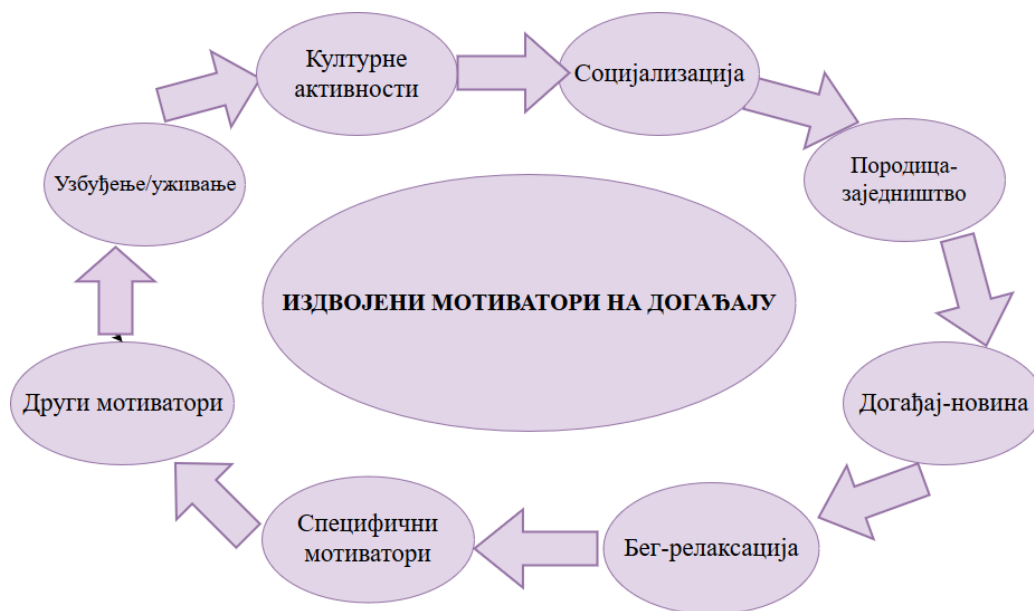 Културне
активности
Социјализација
Породица-
заједништво
Догађај-новина
Бег-релаксација
Специфични
мотиватори
Други мотиватори
Узбуђење/уживање
ИЗДВОЈЕНИ МОТИВАТОРИ НА ДОГАЂАЈУ